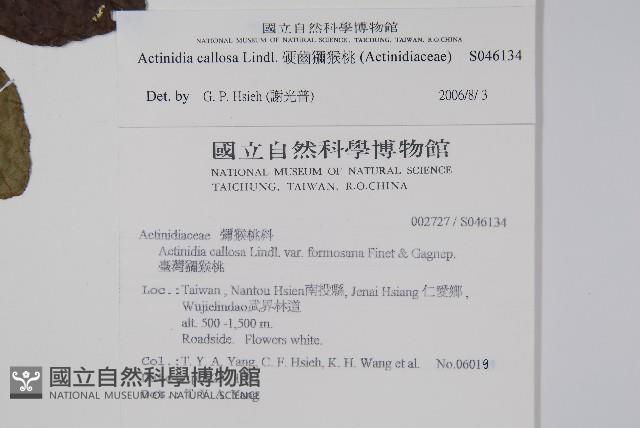 國立自然科學博物館
NATIONAL MUSEUM OF NATURAL SCIENCE, TAICHUNG, TAIWAN, R.O.CHINA
Actinidia callosa Lindl. 硬齒獼猴桃 (Actinidiaceae) S046134
Det. by G. P. Hsieh (謝光普) 2006/8/ 3
國立自然科學博物館
NATIONAL MUSEUM OF NATURAL SCIENCE
TAICHUNG, TAIWAN, R.O.CHINA
002727 / S046134
Actinidiaceae 獼猴桃科
Actinidia callosa Lindl. var. formosana Finet & Gagnep.
臺灣獼猴桃
Loc.: Taiwan , Nantou Hsien南投縣, Jenai Hsiang 仁愛鄉 ,
Wujielindao武界林道
alt. 500 -1,500 m.
Roadside. Flowers white.
Col.: T. Y. A. Yang, C. F. Hsieh, K. H. Wang et al. No.06019
國立自然科學博物館
NATIONAL MUSEUM OF NATURAL SCIENCE
Yang